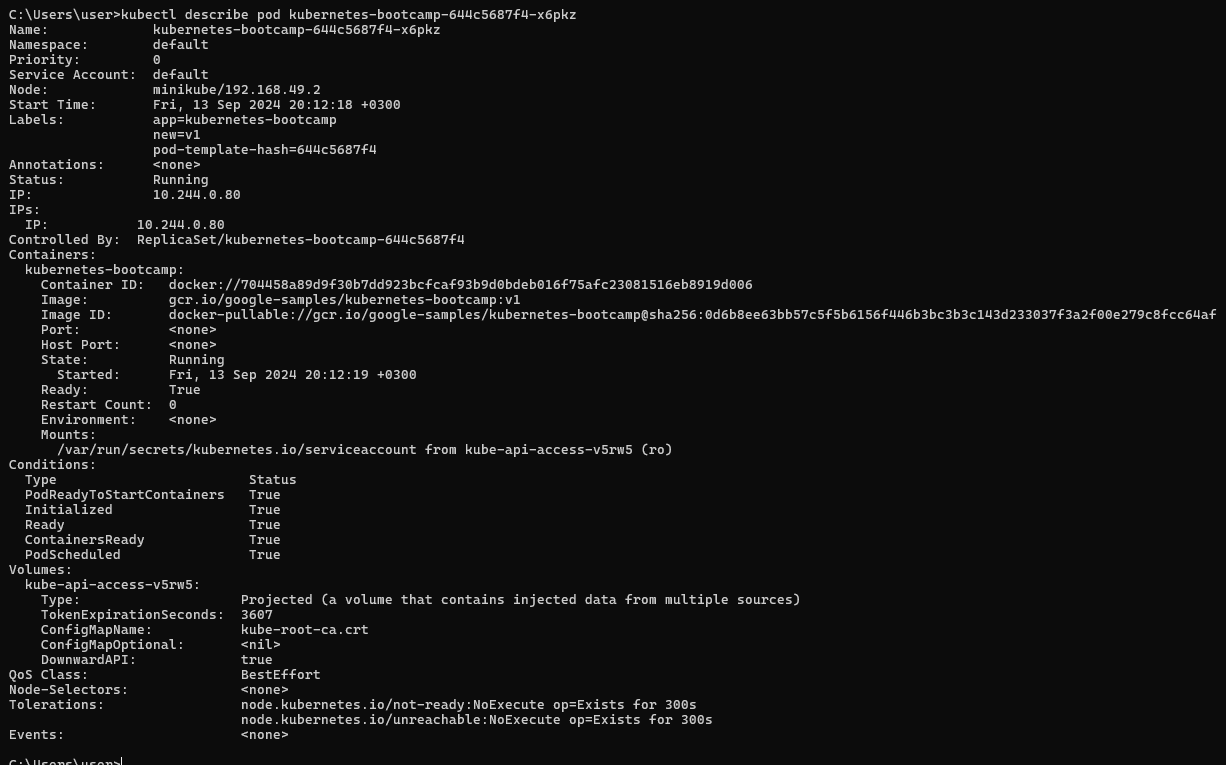 C:\Users\user>kubectl describe pod kubernetes-bootcamp-644c5687f4-x6pkz
Name:             kubernetes-bootcamp-644c5687f4-x6pkz
Namespace:        default
Priority:         0
Service Account:  default
Node:             minikube/192.168.49.2
Start Time:       Fri, 13 Sep 2024 20:12:18 +0300
Labels:           app=kubernetes-bootcamp
                  new=v1
                  pod-template-hash=644c5687f4
Annotations:      <none>
Status:           Running
IP:               10.244.0.80
IPs:
  IP:           10.244.0.80
Controlled By:  ReplicaSet/kubernetes-bootcamp-644c5687f4
Containers:
  kubernetes-bootcamp:
    Container ID:   docker://704458a89d9f30b7dd923bcfcaf93b9d0bdeb016f75afc23081516eb8919d006
    Image:          gcr.io/google-samples/kubernetes-bootcamp:v1
    Image ID:       docker-pullable://gcr.io/google-samples/kubernetes-bootcamp@sha256:0d6b8ee63bb57c5f5b6156f446b3bc3b3c143d233037f3a2f00e279c8fcc64af
    Port:           <none>
    Host Port:      <none>
    State:          Running
      Started:      Fri, 13 Sep 2024 20:12:19 +0300
    Ready:          True
    Restart Count:  0
    Environment:    <none>
    Mounts:
      /var/run/secrets/kubernetes.io/serviceaccount from kube-api-access-v5rw5 (ro)
Conditions:
  Type                        Status
  PodReadyToStartContainers   True
  Initialized                 True
  Ready                       True
  ContainersReady             True
  PodScheduled                True
Volumes:
  kube-api-access-v5rw5:
    Type:                    Projected (a volume that contains injected data from multiple sources)
    TokenExpirationSeconds:  3607
    ConfigMapName:           kube-root-ca.crt
    ConfigMapOptional:       <nil>
    DownwardAPI:             true
QoS Class:                   BestEffort
Node-Selectors:              <none>
Tolerations:                 node.kubernetes.io/not-ready:NoExecute op=Exists for 300s
                             node.kubernetes.io/unreachable:NoExecute op=Exists for 300s
Events:                      <none>
C:\Users\user>